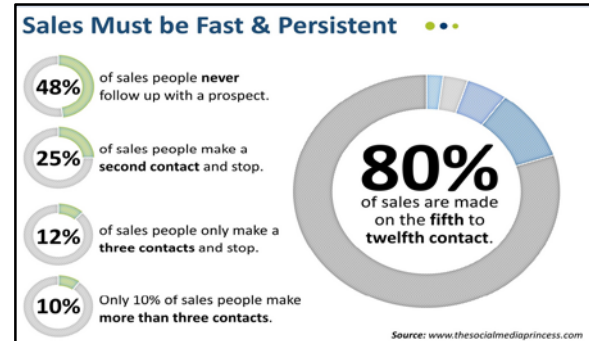 Sales Must be Fast & Persistent
48%
of sales people never
follow up with a prospect.
25%
of sales people make a
second contact and stop.
12%
of sales people only make a
three contacts and stop.
10%
Only 10% of sales people make
more than three contacts.
80%
of sales are made
on the fifth to
twelfth contact.
Source: www.thesocialmediaprincess.com